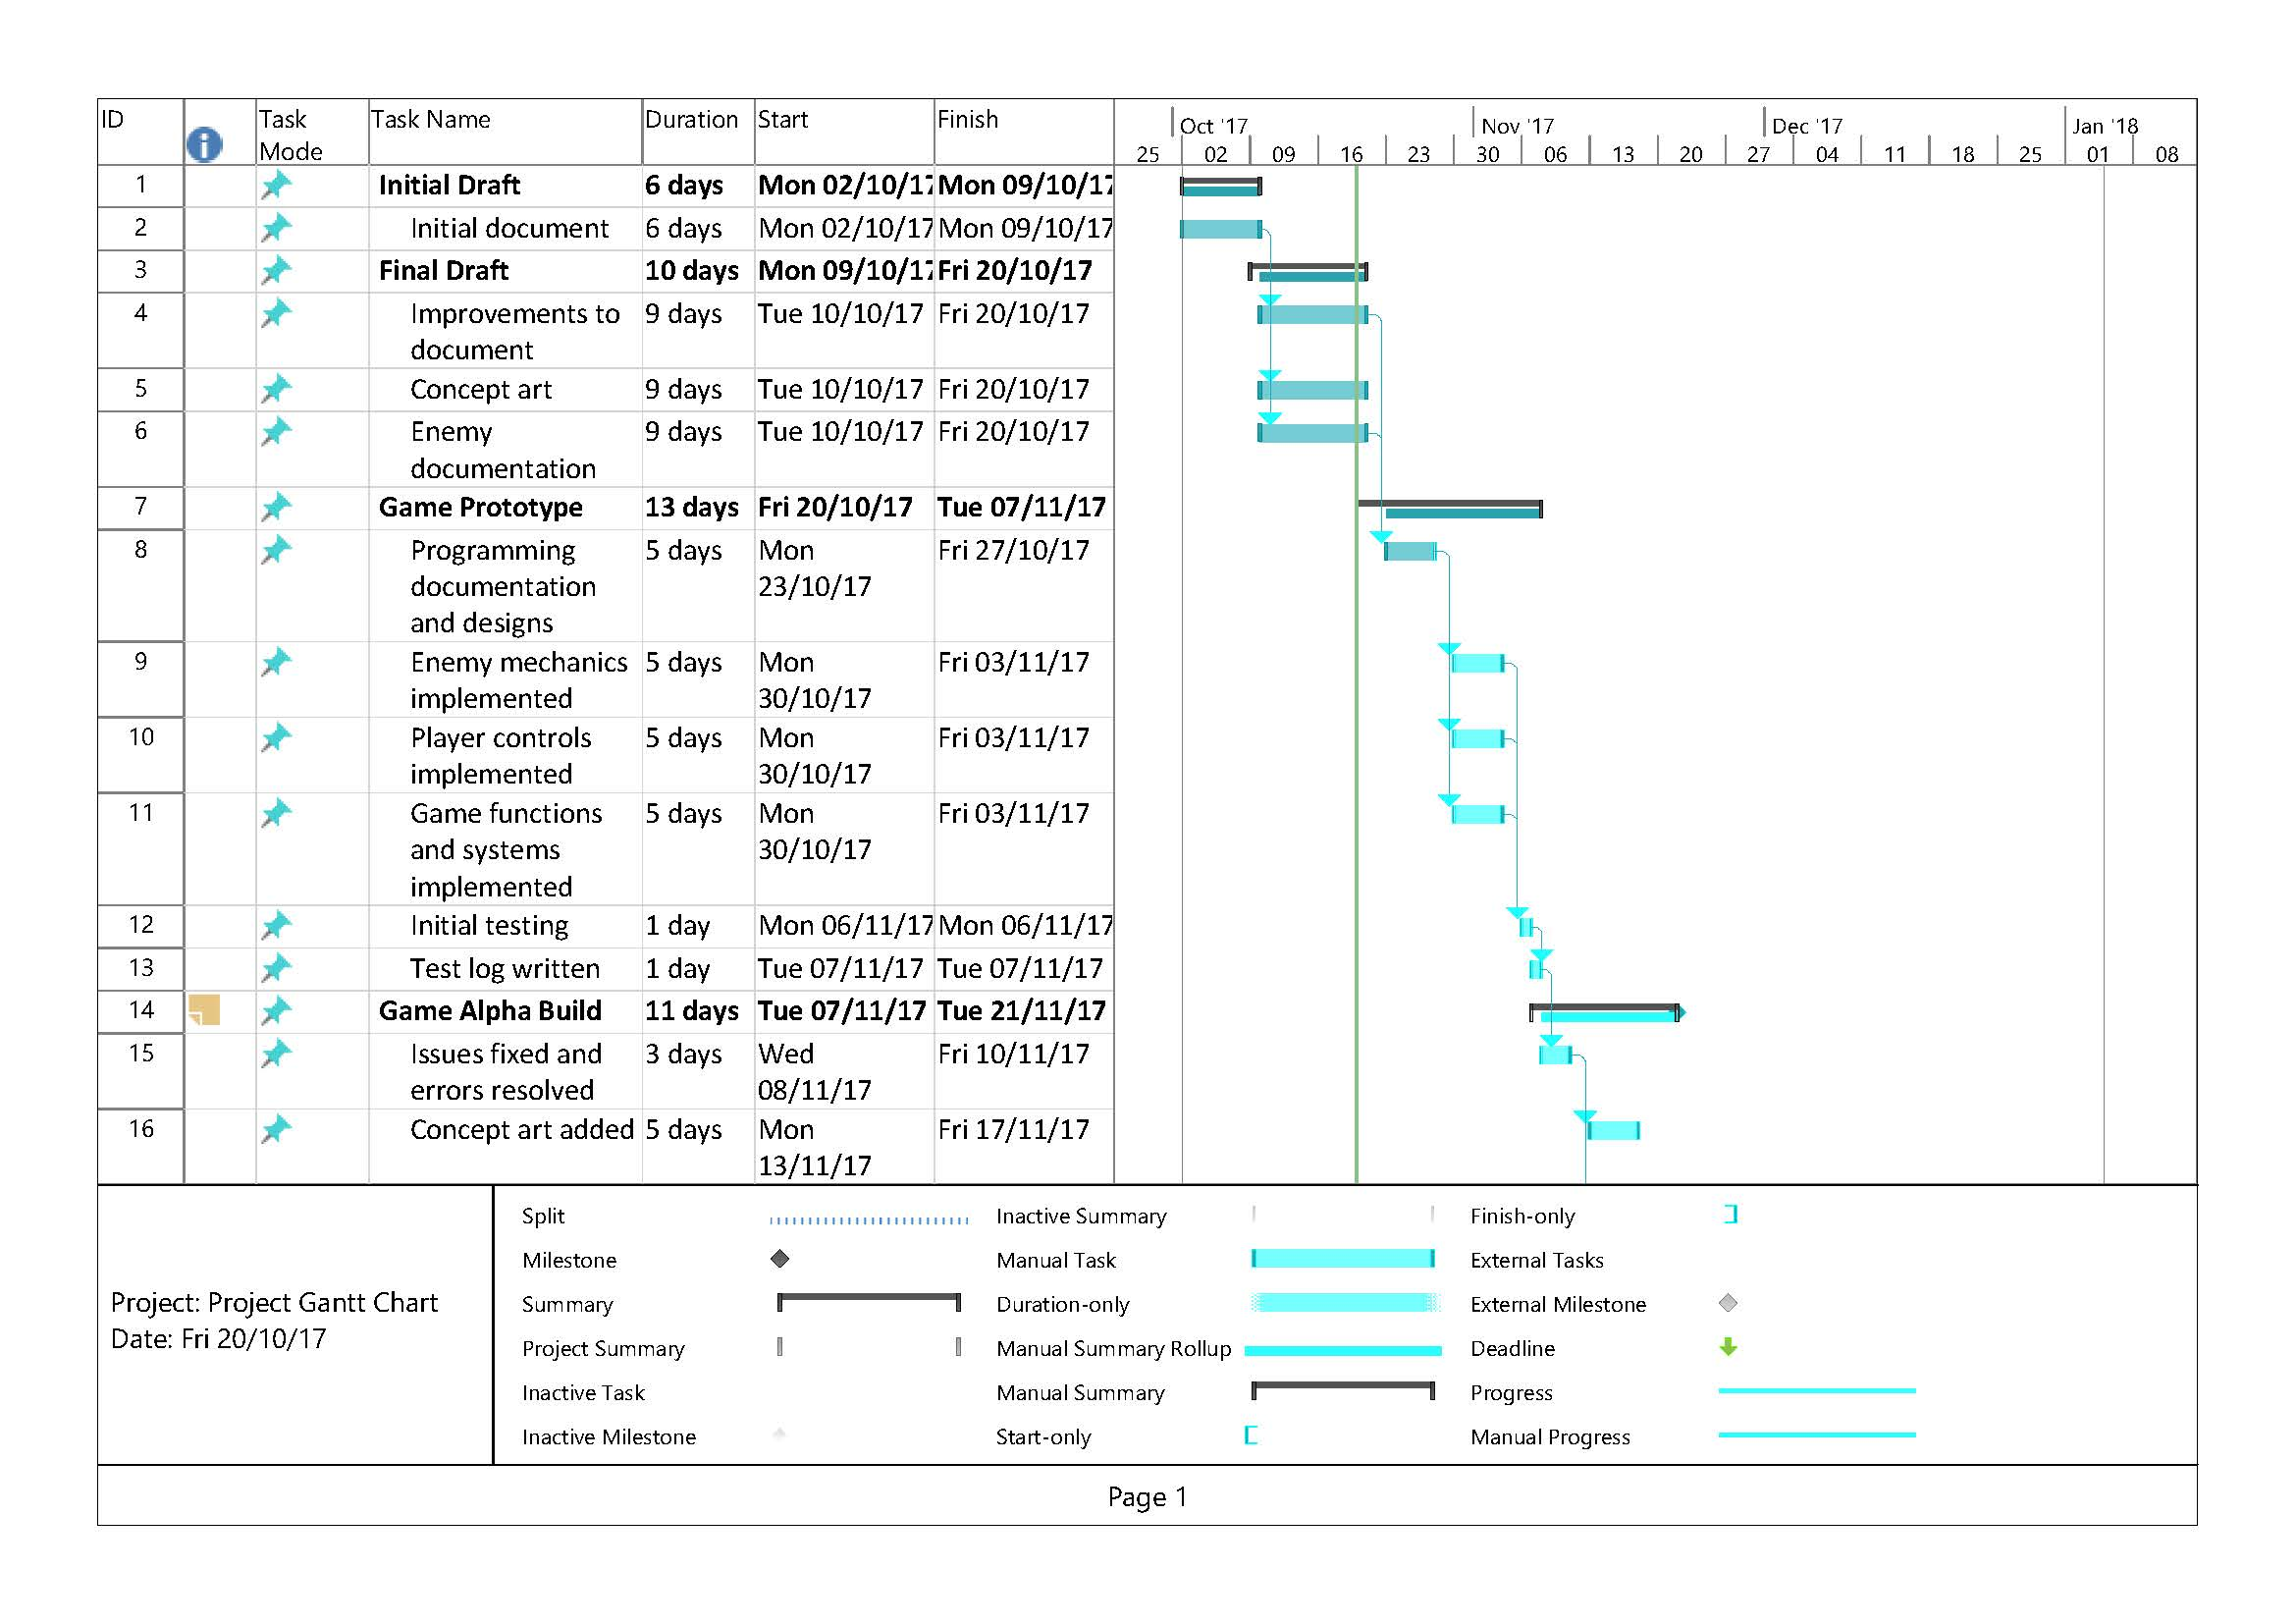 ID Task Mode Task Name Duration Start Finish
Oct '17 Nov '17 Dec '17 Jan '18
25 02 09 16 23 30 06 13 20 27 04 11 18 25 01 08
1 Initial Draft 6 days Mon 02/10/17 Mon 09/10/17
2 Initial document 6 days Mon 02/10/17 Mon 09/10/17
3 Final Draft 10 days Mon 09/10/17 Fri 20/10/17
4 Improvements to document 9 days Tue 10/10/17 Fri 20/10/17
5 Concept art 9 days Tue 10/10/17 Fri 20/10/17
6 Enemy documentation 9 days Tue 10/10/17 Fri 20/10/17
7 Game Prototype 13 days Fri 20/10/17 Tue 07/11/17
8 Programming documentation and designs 5 days Mon 23/10/17 Fri 27/10/17
9 Enemy mechanics implemented 5 days Mon 30/10/17 Fri 03/11/17
10 Player controls implemented 5 days Mon 30/10/17 Fri 03/11/17
11 Game functions and systems implemented 5 days Mon 30/10/17 Fri 03/11/17
12 Initial testing 1 day Mon 06/11/17 Mon 06/11/17
13 Test log written 1 day Tue 07/11/17 Tue 07/11/17
14 Game Alpha Build 11 days Tue 07/11/17 Tue 21/11/17
15 Issues fixed and errors resolved 3 days Wed 08/11/17 Fri 10/11/17
16 Concept art added 5 days Mon 13/11/17 Fri 17/11/17
Project: Project Gantt Chart
Date: Fri 20/10/17
Split
Milestone
Summary
Project Summary
Inactive Task
Inactive Milestone
Inactive Summary
Manual Task
Duration-only
Manual Summary Rollup
Manual Summary
Start-only
Finish-only
External Tasks
External Milestone
Deadline
Progress
Manual Progress
Page 1